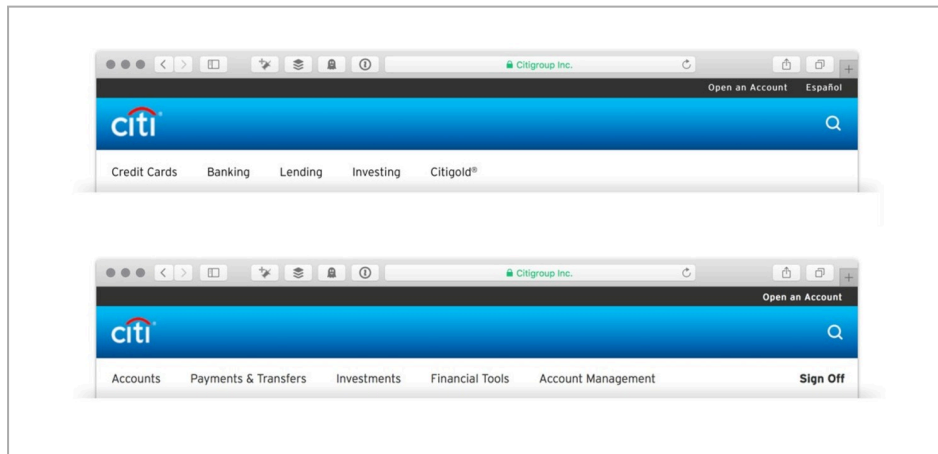 Citigroup Inc.
Open an Account Español
citi®
Credit Cards Banking Lending Investing Citigold®
Citigroup Inc.
Open an Account
citi®
Accounts Payments & Transfers Investments Financial Tools Account Management Sign Off